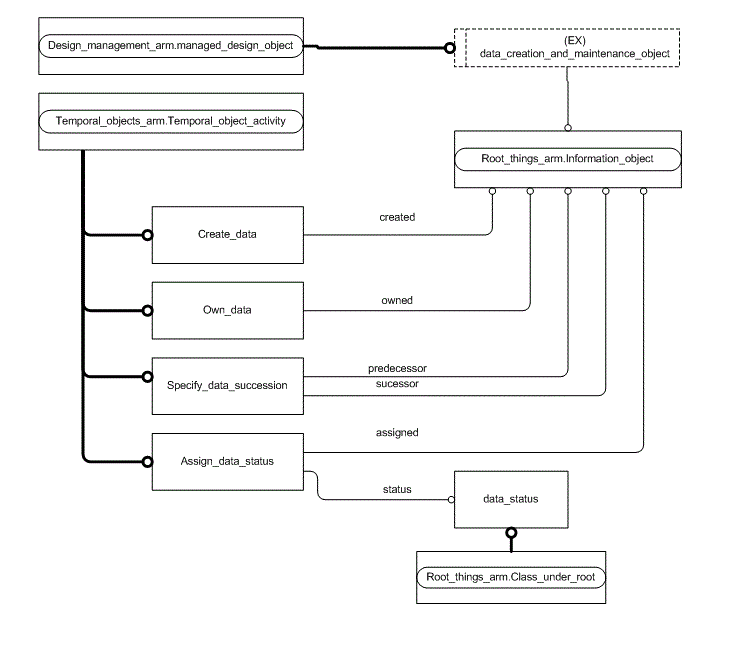 Design_management_arm.managed_design_object
(EX)
data_creation_and_maintenance_object
Temporal_objects_arm.Temporal_object_activity
Root_things_arm.Information_object
created
Create_data
owned
Own_data
predecessor
Specify_data_succession
sucessor
assigned
Assign_data_status
status
data_status
Root_things_arm.Class_under_root